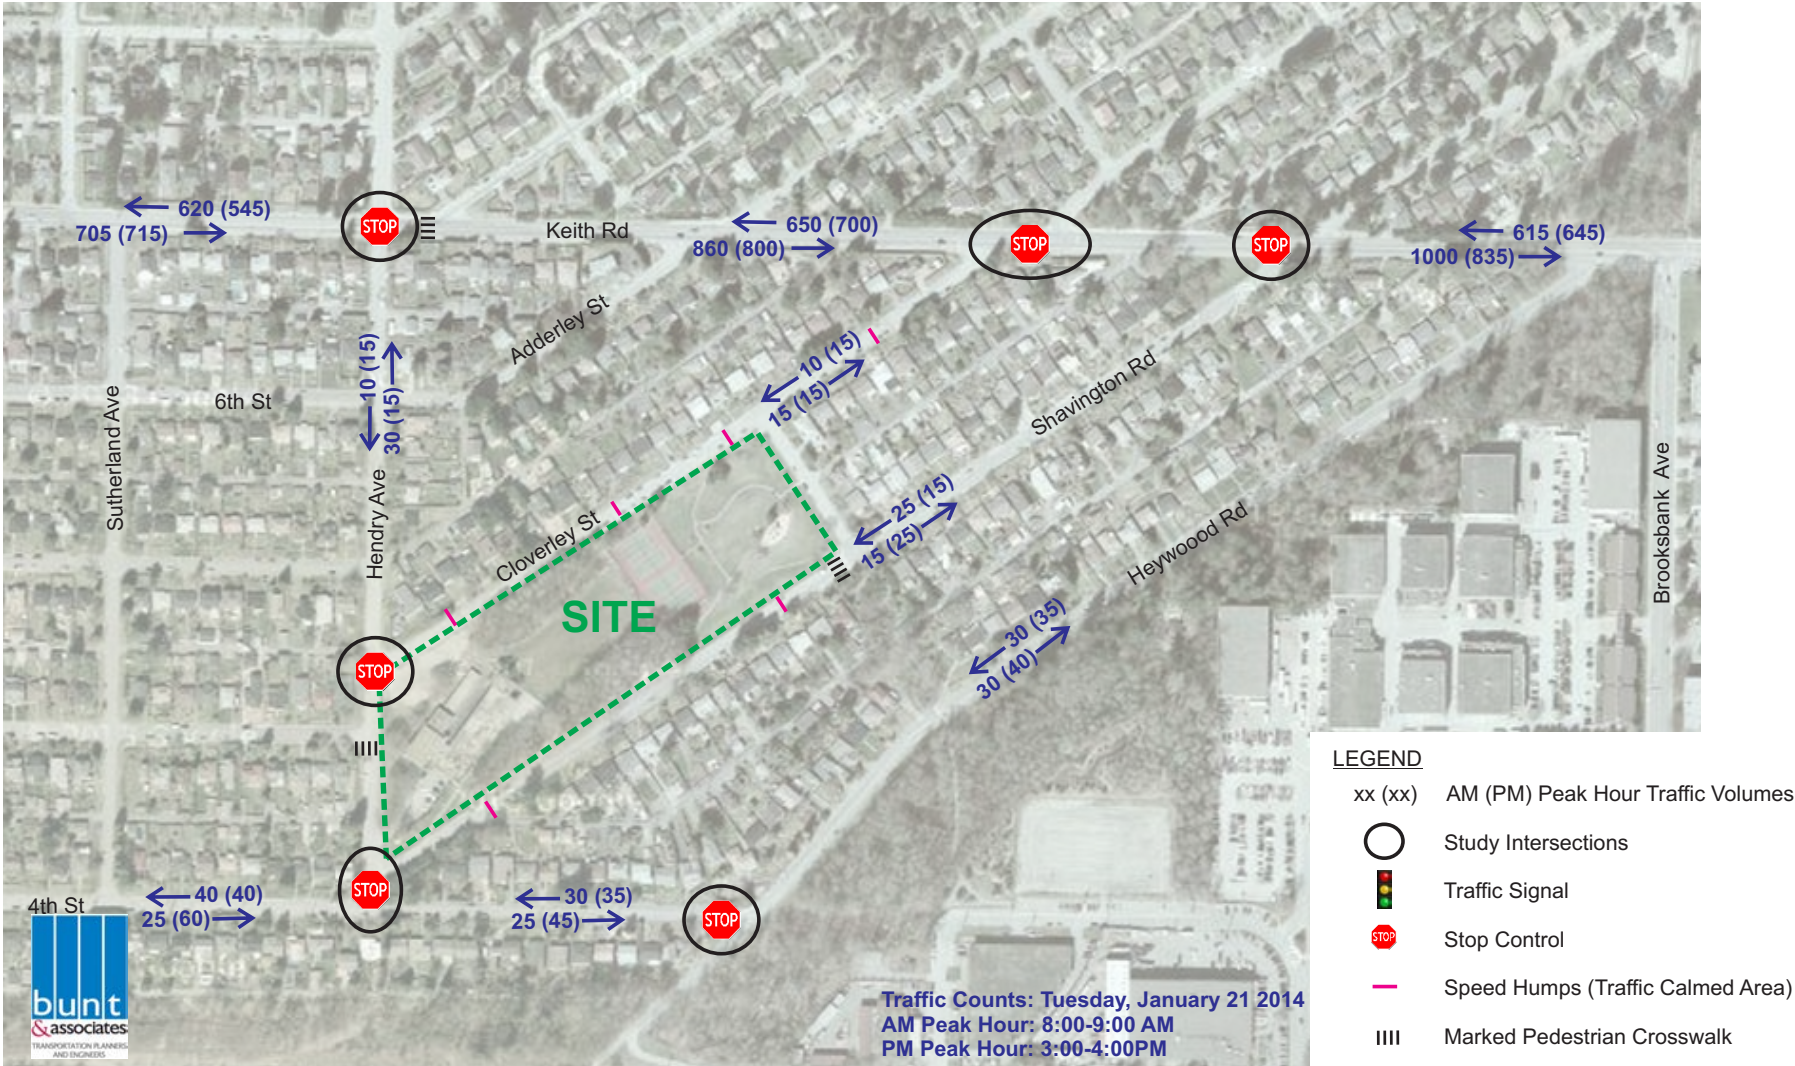 620 (545)
705 (715)
STOP
Keith Rd
650 (700)
860 (800)
STOP
STOP
615 (645)
1000 (835)
Adderley St
10 (15)
30 (15)
6th St
Sutherland Ave
Hendry Ave
10 (15)
15 (15)
Shavington Rd
Cloverley St
25 (15)
15 (25)
Heywoood Rd
Brooksbank Ave
SITE
30 (35)
30 (40)
STOP
STOP
40 (40)
4th St
25 (60)
30 (35)
25 (45)
STOP
bunt
& associates
TRANSPORTATION PLANNERS
AND ENGINEERS
Traffic Counts: Tuesday, January 21 2014
AM Peak Hour: 8:00-9:00 AM
PM Peak Hour: 3:00-4:00PM
LEGEND
xx (xx) AM (PM) Peak Hour Traffic Volumes
Study Intersections
Traffic Signal
STOP Stop Control
Speed Humps (Traffic Calmed Area)
Marked Pedestrian Crosswalk